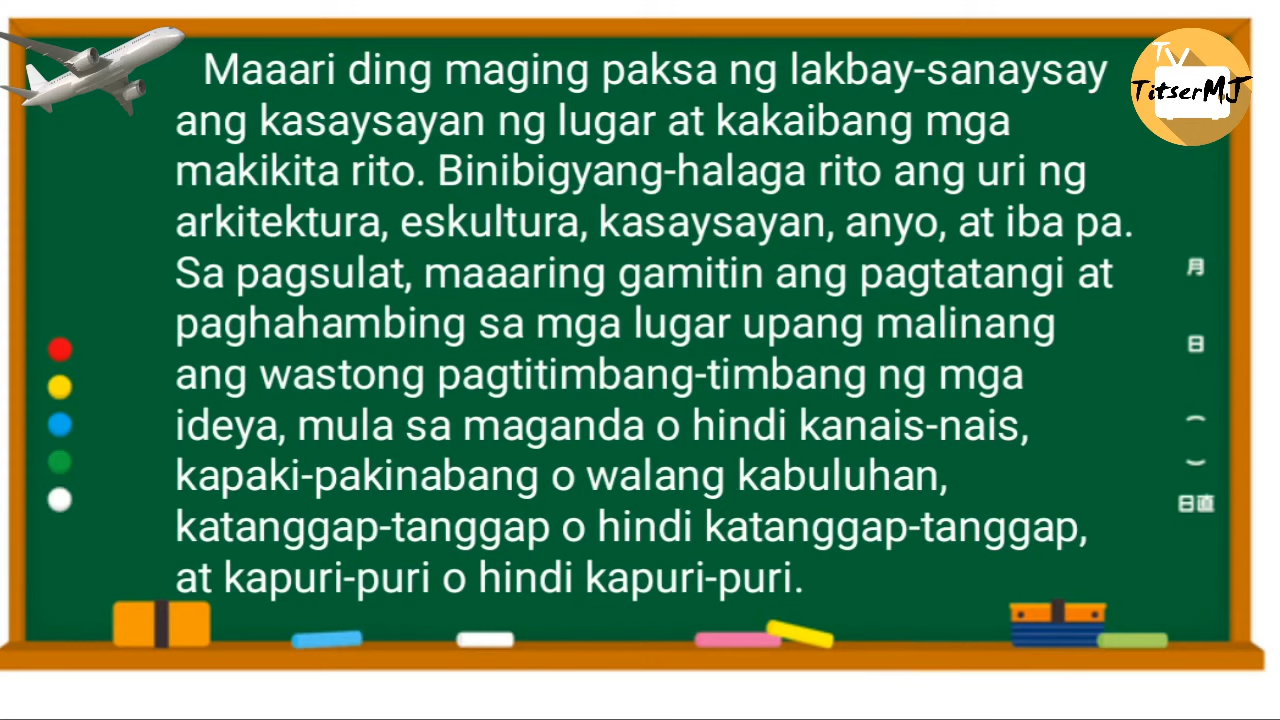 Maaari ding maging paksa ng lakbay-sanaysay
ang kasaysayan ng lugar at kakaibang mga
makikita rito. Binibigyang-halaga rito ang uri ng
arkitektura, eskultura, kasaysayan, anyo, at iba pa.
Sa pagsulat, maaaring gamitin ang pagtatangi at
paghahambing sa mga lugar upang malinang
ang wastong pagtitimbang-timbang ng mga
ideya, mula sa maganda o hindi kanais-nais,
kapaki-pakinabang o walang kabuluhan,
katanggap-tanggap o hindi katanggap-tanggap,
at kapuri-puri o hindi kapuri-puri.
TV
TitserMJ
月
日
(
)
日直